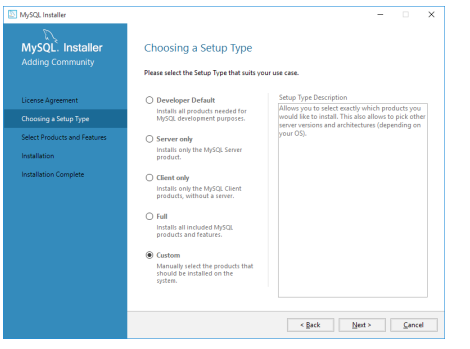 MySQL Installer
MySQL. Installer
Adding Community
License Agreement
Choosing a Setup Type
Select Products and Features
Installation
Installation Complete
Choosing a Setup Type
Please select the Setup Type that suits your use case.
Developer Default
Installs all products needed for
MySQL development purposes.
Server only
Installs only the MySQL Server
product.
Client only
Installs only the MySQL Client
products, without a server.
Full
Installs all included MySQL
products and features.
Custom
Manually select the products that
should be installed on the
system.
Setup Type Description
Allows you to select exactly which products you
would like to install. This also allows to pick other
server versions and architectures (depending on
your OS).
< Back
Next >
Cancel